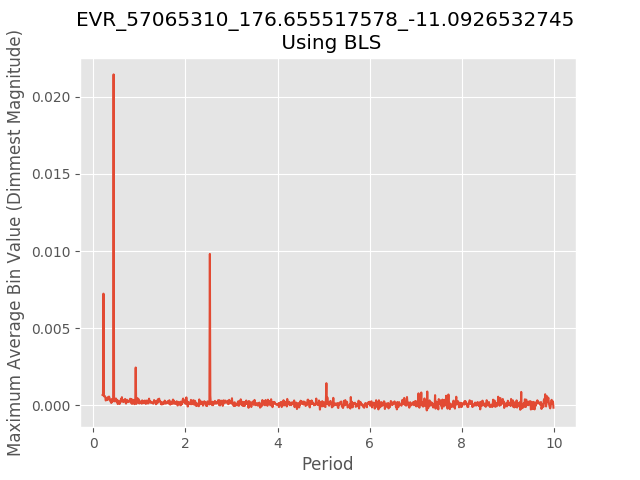 EVR_57065310_176.655517578_-11.0926532745
Using BLS
Maximum Average Bin Value (Dimmest Magnitude)
0.020
0.015
0.010
0.005
0.000
0
2
4
6
8
10
Period